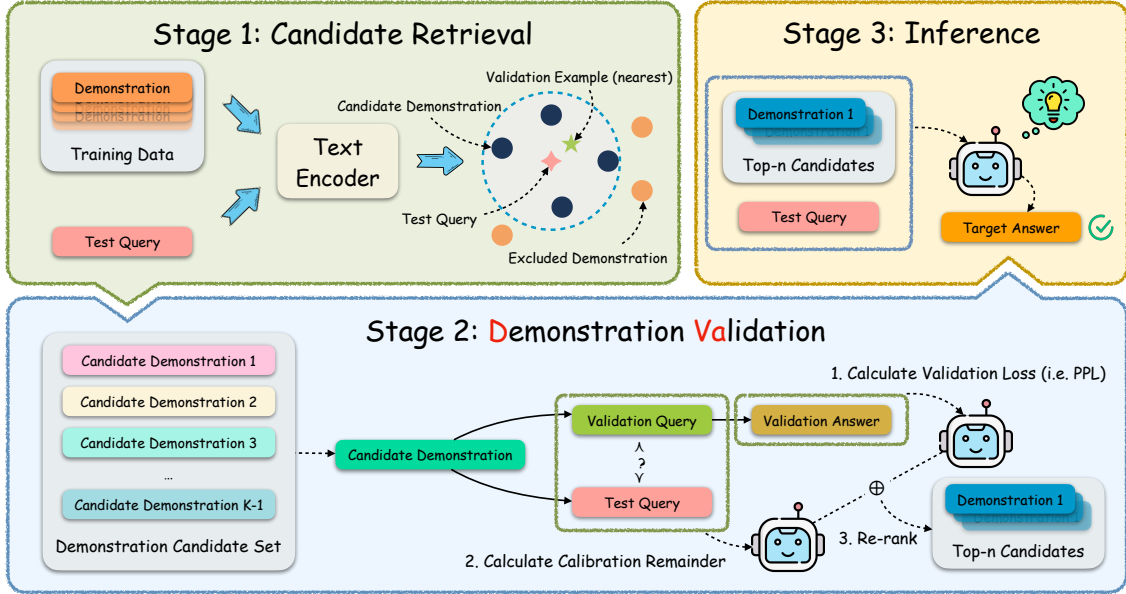 Stage 1: Candidate Retrieval
Demonstration
Demonstration
Demonstration
Training Data
Test Query
Text
Encoder
Validation Example (nearest)
Candidate Demonstration
Test Query
Excluded Demonstration
Stage 3: Inference
Demonstration 1
Top-n Candidates
Test Query
Target Answer
Stage 2: Demonstration Validation
Candidate Demonstration 1
Candidate Demonstration 2
Candidate Demonstration 3
...
Candidate Demonstration K-1
Demonstration Candidate Set
Candidate Demonstration
Validation Query
?
Test Query
Validation Answer
1. Calculate Validation Loss (i.e. PPL)
2. Calculate Calibration Remainder
⊕
3. Re-rank
Demonstration 1
Top-n Candidates